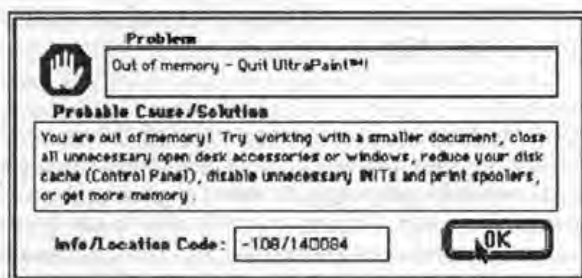 Problem
Out of memory - Quit UltraPaint™!
Probable Cause/Solution
You are out of memory! Try working with a smaller document, close
all unnecessary open desk accessories or windows, reduce your disk
cache (Control Panel), disable unnecessary INITs and print spoolers,
or get more memory.
Info/Location Code: -108/140084
OK